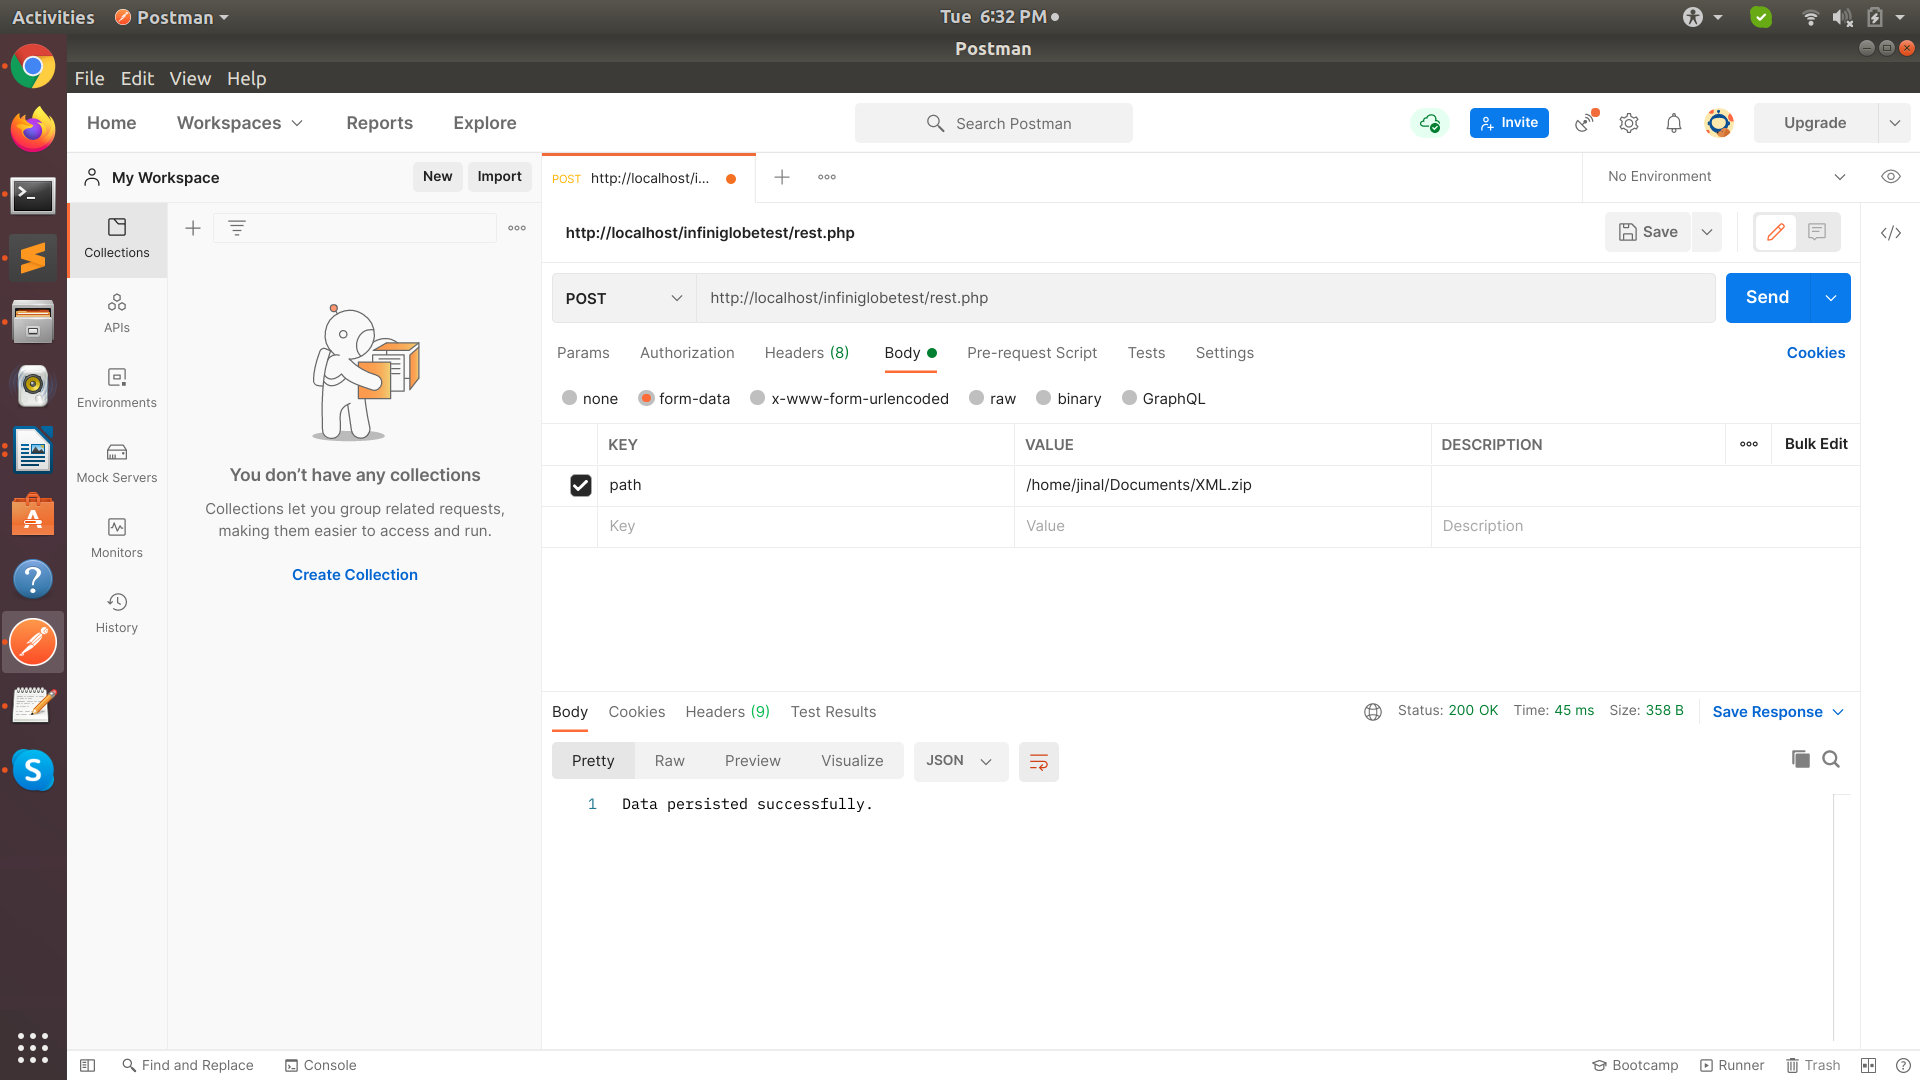 Activities Postman Tue 6:32 PM
Postman
File Edit View Help
Home Workspaces Reports Explore Search Postman Invite Upgrade
My Workspace New Import POST http://localhost/i... No Environment
Collections
http://localhost/infiniglobetest/rest.php Save
APIs
POST http://localhost/infiniglobetest/rest.php Send
Params Authorization Headers (8) Body Pre-request Script Tests Settings Cookies
none form-data x-www-form-urlencoded raw binary GraphQL
Environments
KEY VALUE DESCRIPTION Bulk Edit
path /home/jinal/Documents/XML.zip
Key Value Description
Mock Servers
Monitors
History
You don't have any collections
Collections let you group related requests,
making them easier to access and run.
Create Collection
Body Cookies Headers (9) Test Results Status: 200 OK Time: 45 ms Size: 358 B Save Response
Pretty Raw Preview Visualize JSON
1 Data persisted successfully.
Find and Replace Console Bootcamp Runner Trash